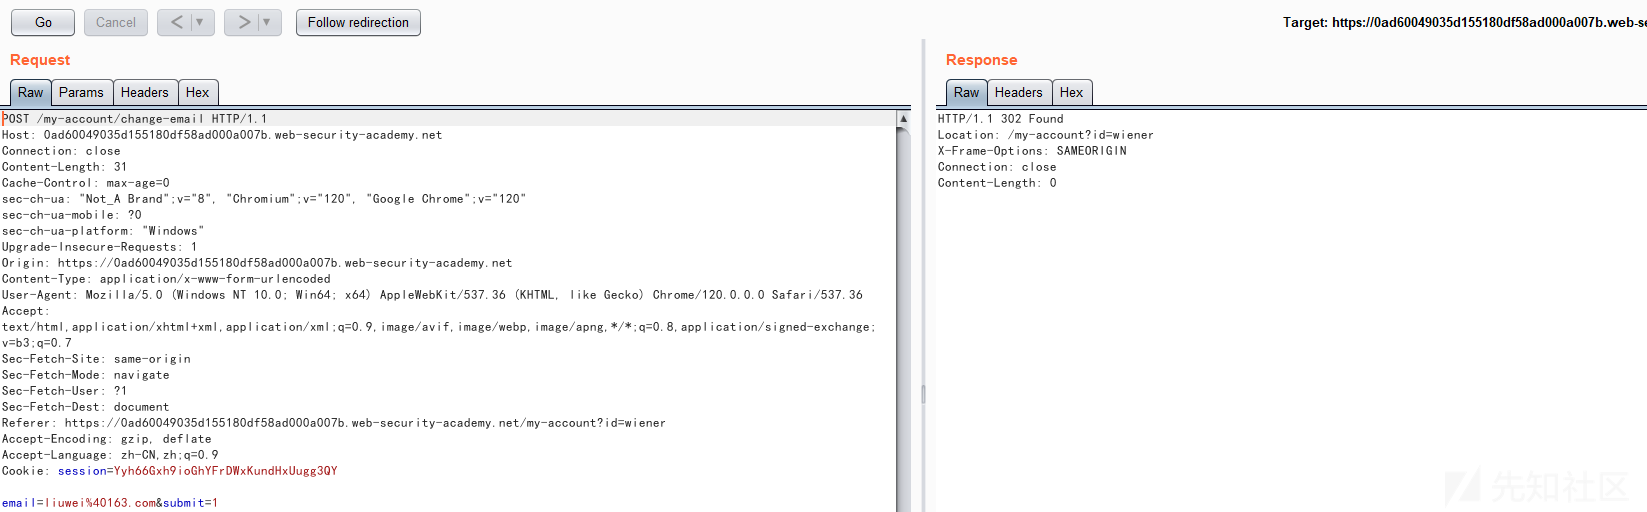 Go
Cancel
< | ▼
> | ▼
Follow redirection
Target: https://0ad60049035d155180df58ad000a007b.web-se
Request
Raw
Params
Headers
Hex
POST /my-account/change-email HTTP/1.1
Host: 0ad60049035d155180df58ad000a007b.web-security-academy.net
Connection: close
Content-Length: 31
Cache-Control: max-age=0
sec-ch-ua: "Not_A Brand";v="8", "Chromium";v="120", "Google Chrome";v="120"
sec-ch-ua-mobile: ?0
sec-ch-ua-platform: "Windows"
Upgrade-Insecure-Requests: 1
Origin: https://0ad60049035d155180df58ad000a007b.web-security-academy.net
Content-Type: application/x-www-form-urlencoded
User-Agent: Mozilla/5.0 (Windows NT 10.0; Win64; x64) AppleWebKit/537.36 (KHTML, like Gecko) Chrome/120.0.0.0 Safari/537.36
Accept:
text/html,application/xhtml+xml,application/xml;q=0.9,image/avif,image/webp,image/apng,*/*;q=0.8,application/signed-exchange;
v=b3;q=0.7
Sec-Fetch-Site: same-origin
Sec-Fetch-Mode: navigate
Sec-Fetch-User: ?1
Sec-Fetch-Dest: document
Referer: https://0ad60049035d155180df58ad000a007b.web-security-academy.net/my-account?id=wiener
Accept-Encoding: gzip, deflate
Accept-Language: zh-CN,zh;q=0.9
Cookie: session=Yyh66Gxh9ioGhYFrDWxKundHxUugg3QY
email=liuwei%40163.com&submit=1
Response
Raw
Headers
Hex
HTTP/1.1 302 Found
Location: /my-account?id=wiener
X-Frame-Options: SAMEORIGIN
Connection: close
Content-Length: 0
先知社区